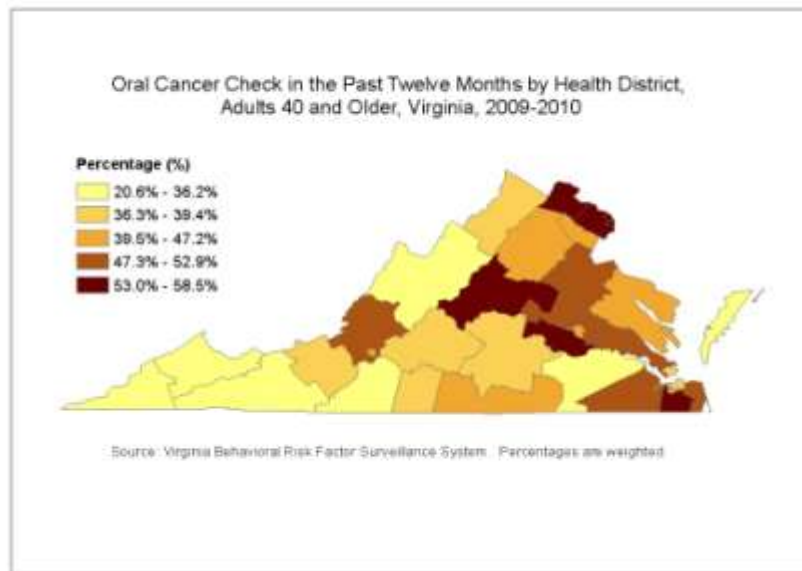 Oral Cancer Check in the Past Twelve Months by Health District,
Adults 40 and Older, Virginia, 2009-2010
Percentage (%)
20.6% - 36.2%
36.3% - 39.4%
39.5% - 47.2%
47.3% - 52.9%
53.0% - 58.5%
Source: Virginia Behavioral Risk Factor Surveillance System. Percentages are weighted